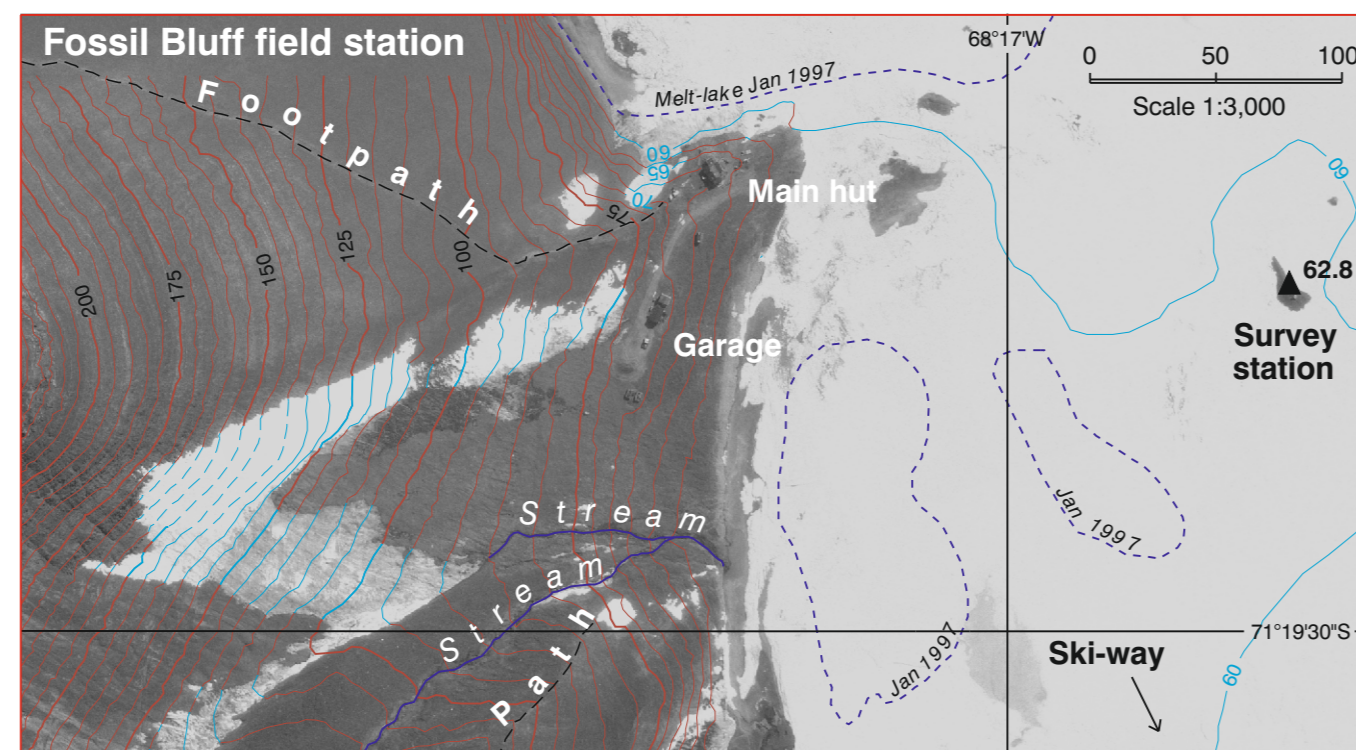 Fossil Bluff field station
68°17'W
0 50 100
Scale 1:3,000
Melt-lake Jan 1997
Footpath
60
65
70
75
Main hut
60
62.8
Survey
station
200
175
150
125
100
Garage
Stream
Jan 1997
Stream
Path
Jan 1997
71°19'30"S
Ski-way
60